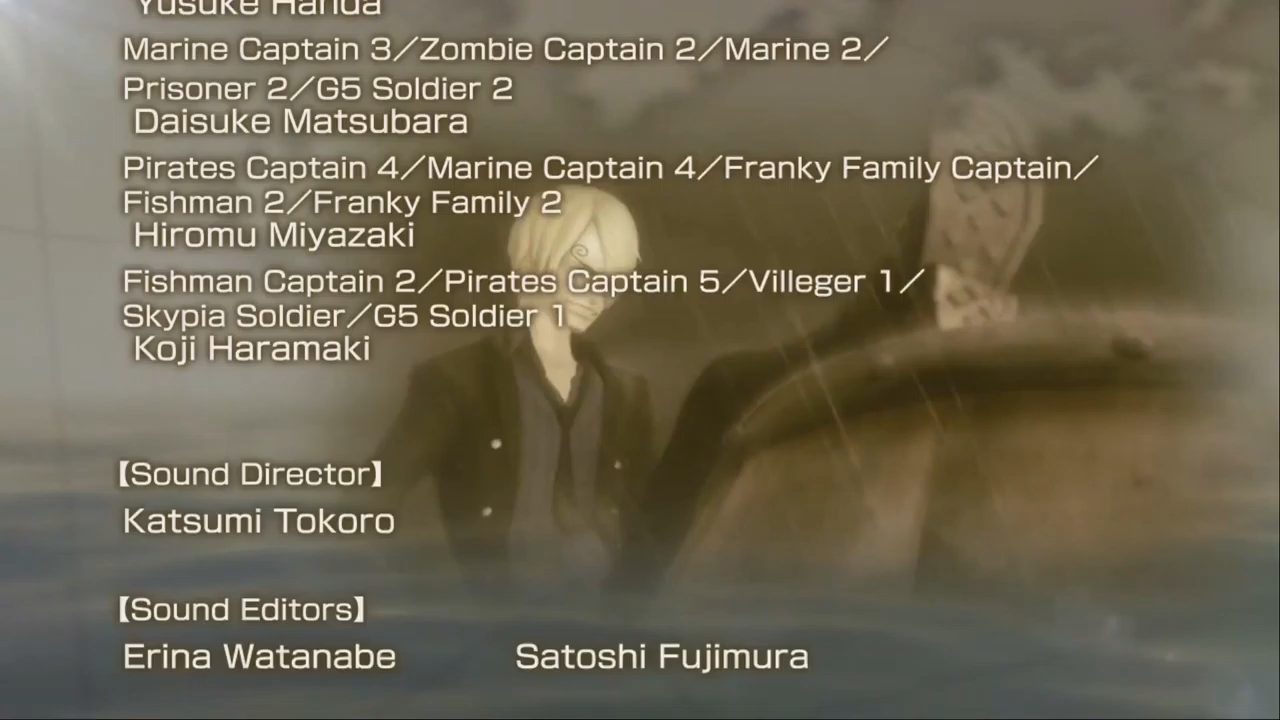 Yusuke Handa
Marine Captain 3／Zombie Captain 2／Marine 2／
Prisoner 2／G5 Soldier 2
Daisuke Matsubara
Pirates Captain 4／Marine Captain 4／Franky Family Captain／
Fishman 2／Franky Family 2
Hiromu Miyazaki
Fishman Captain 2／Pirates Captain 5／Villeger 1／
Skypia Soldier／G5 Soldier 1
Koji Haramaki
【Sound Director】
Katsumi Tokoro
【Sound Editors】
Erina Watanabe Satoshi Fujimura